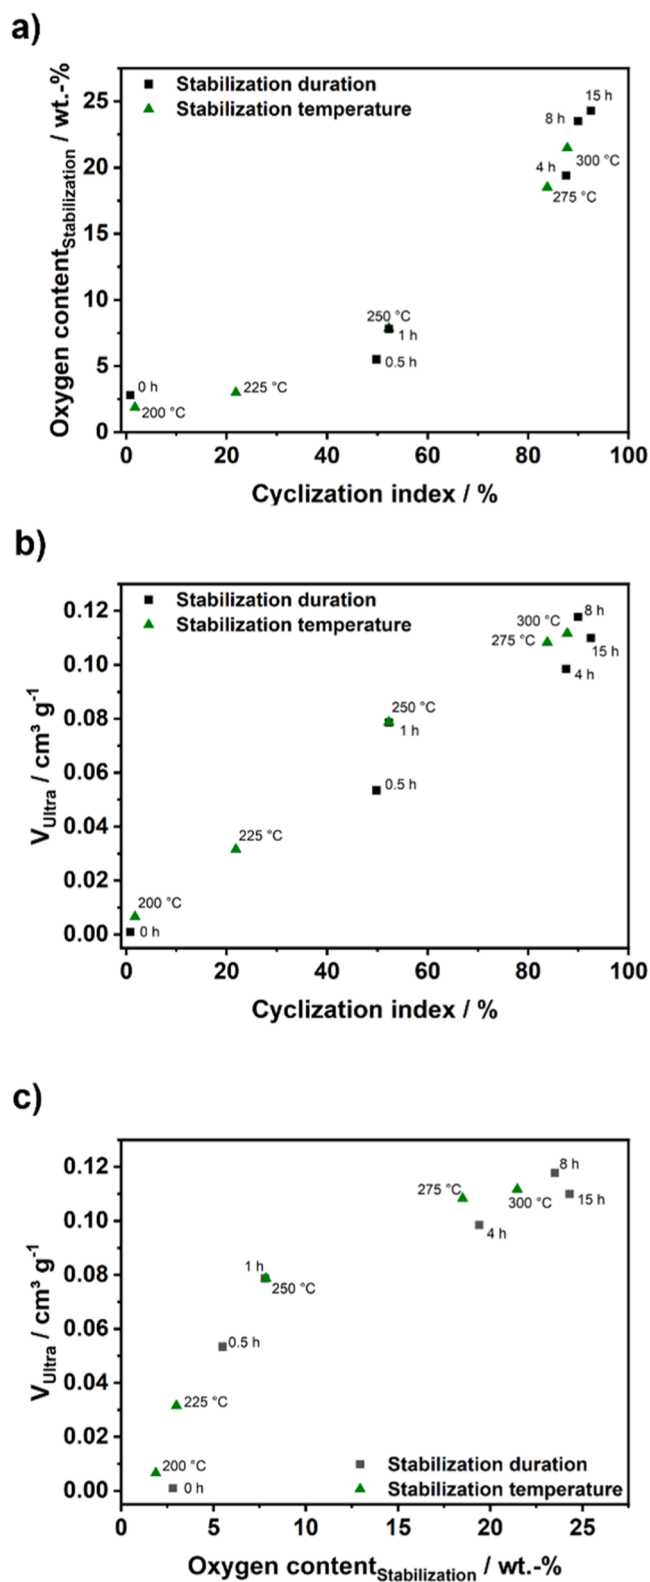 a)
Stabilization duration
Stabilization temperature
Oxygen contentStabilization / wt.-%
25
20
15
10
5
0
15 h
8 h
300 °C
4 h
275 °C
250 °C
1 h
0.5 h
0 h
200 °C
225 °C
0 20 40 60 80 100
Cyclization index / %
b)
Stabilization duration
Stabilization temperature
VUltra / cm³ g-1
0.12
0.10
0.08
0.06
0.04
0.02
0.00
8 h
300 °C
275 °C
15 h
4 h
250 °C
1 h
0.5 h
225 °C
200 °C
0 h
0 20 40 60 80 100
Cyclization index / %
c)
VUltra / cm³ g-1
0.12
0.10
0.08
0.06
0.04
0.02
0.00
8 h
275 °C
300 °C
15 h
4 h
1 h
250 °C
0.5 h
225 °C
200 °C
0 h
Stabilization duration
Stabilization temperature
0 5 10 15 20 25
Oxygen contentStabilization / wt.-%